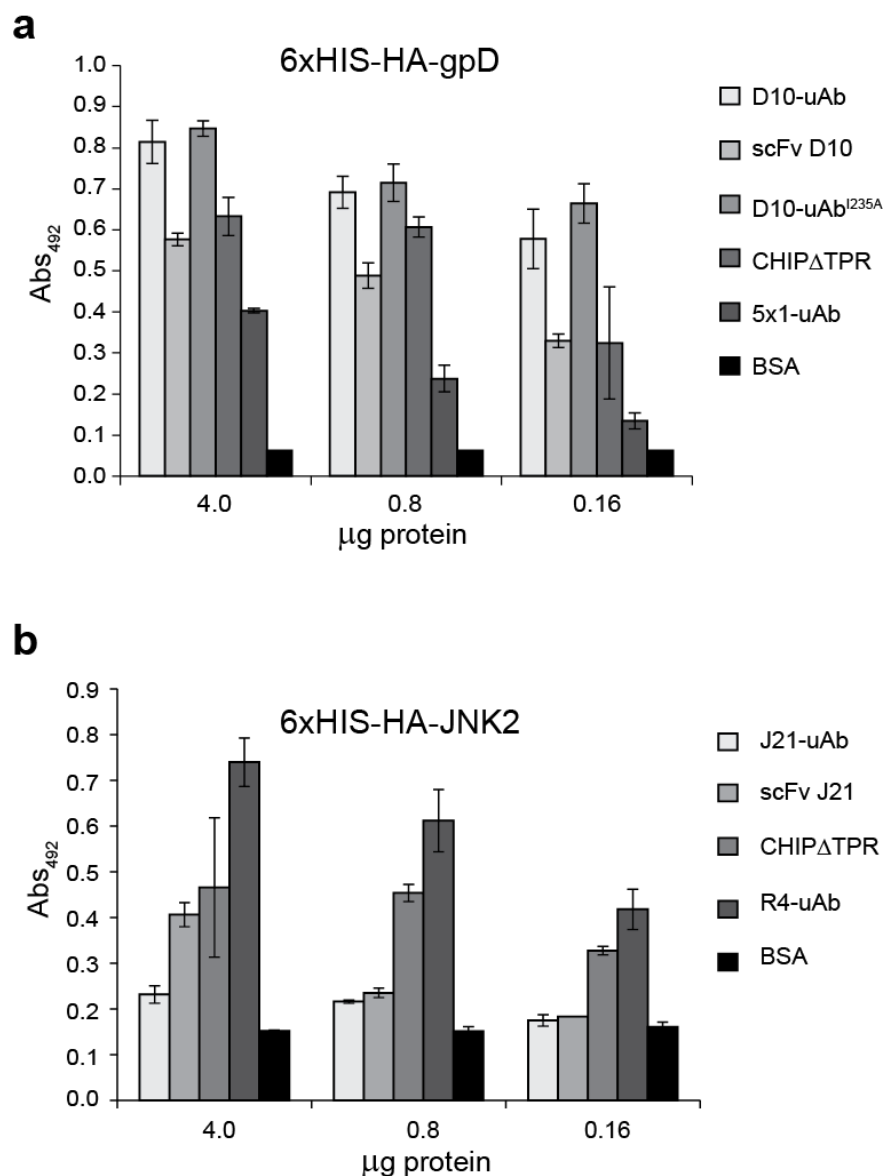 a
6xHIS-HA-gpD
1.0
0.9
0.8
0.7
0.6
0.5
0.4
0.3
0.2
0.1
0.0
Abs492
4.0 0.8 0.16
µg protein
D10-uAb
scFv D10
D10-uAbI235A
CHIPΔTPR
5x1-uAb
BSA
b
6xHIS-HA-JNK2
0.9
0.8
0.7
0.6
0.5
0.4
0.3
0.2
0.1
0.0
Abs492
4.0 0.8 0.16
µg protein
J21-uAb
scFv J21
CHIPΔTPR
R4-uAb
BSA